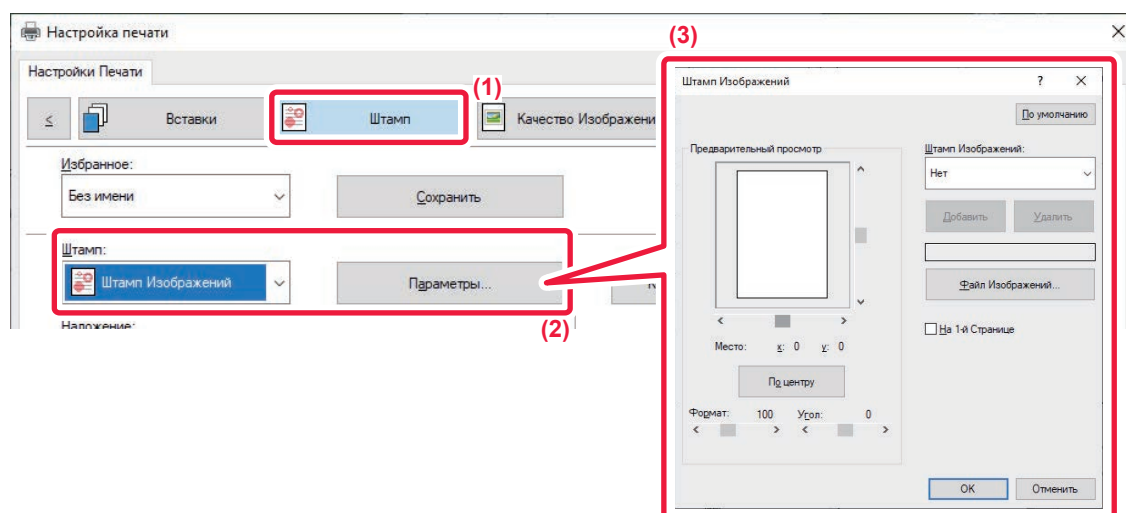 Настройка печати
Настройки Печати
(1)
≤
Вставки
Штамп
Качество Изображени
Избранное:
Без имени
Сохранить
Штамп:
Штамп Изображений
Параметры...
Наложение:
(2)
(3)
Штамп Изображений
?
По умолчанию
Предварительный просмотр
Место: x: 0 y: 0
По центру
Формат: 100 Угол: 0
Штамп Изображений:
Нет
Добавить Удалить
Файл Изображений...
На 1-й Странице
OK Отменить